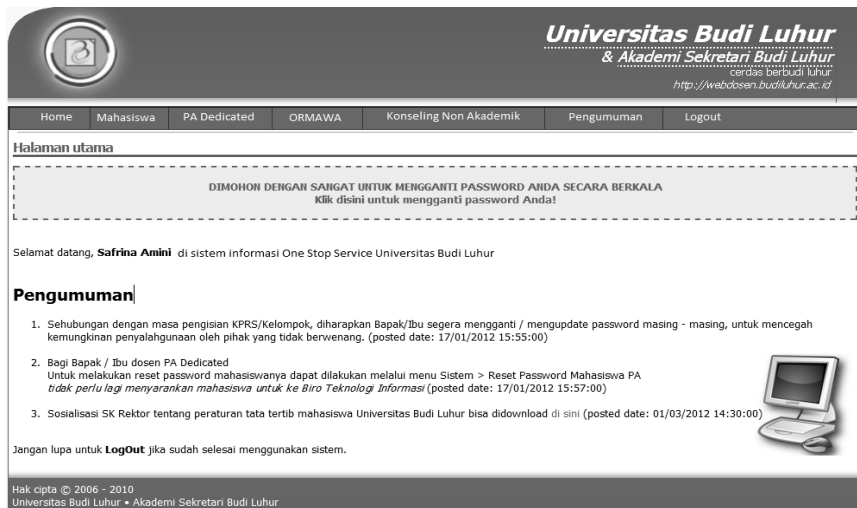 Universitas Budi Luhur
& Akademi Sekretari Budi Luhur
cerdas berbudi luhur
http://webdosen.budiluhur.ac.id
Home Mahasiswa PA Dedicated ORMAWA Konseling Non Akademik Pengumuman Logout
Halaman utama
DIMOHON DENGAN SANGAT UNTUK MENGGANTI PASSWORD ANDA SECARA BERKALA
Klik disini untuk mengganti password Anda!
Selamat datang, Safrina Amini di sistem informasi One Stop Service Universitas Budi Luhur
Pengumuman
1. Sehubungan dengan masa pengisian KPRS/Kelompok, diharapkan Bapak/Ibu segera mengganti / mengupdate password masing - masing, untuk mencegah
kemungkinan penyalahgunaan oleh pihak yang tidak berwenang. (posted date: 17/01/2012 15:55:00)
2. Bagi Bapak / Ibu dosen PA Dedicated
Untuk melakukan reset password mahasiswanya dapat dilakukan melalui menu Sistem > Reset Password Mahasiswa PA
tidak perlu lagi menyarankan mahasiswa untuk ke Biro Teknologi Informasi (posted date: 17/01/2012 15:57:00)
3. Sosialisasi SK Rektor tentang peraturan tata tertib mahasiswa Universitas Budi Luhur bisa didownload di sini (posted date: 01/03/2012 14:30:00)
Jangan lupa untuk LogOut jika sudah selesai menggunakan sistem.
Hak cipta © 2006 - 2010
Universitas Budi Luhur • Akademi Sekretari Budi Luhur